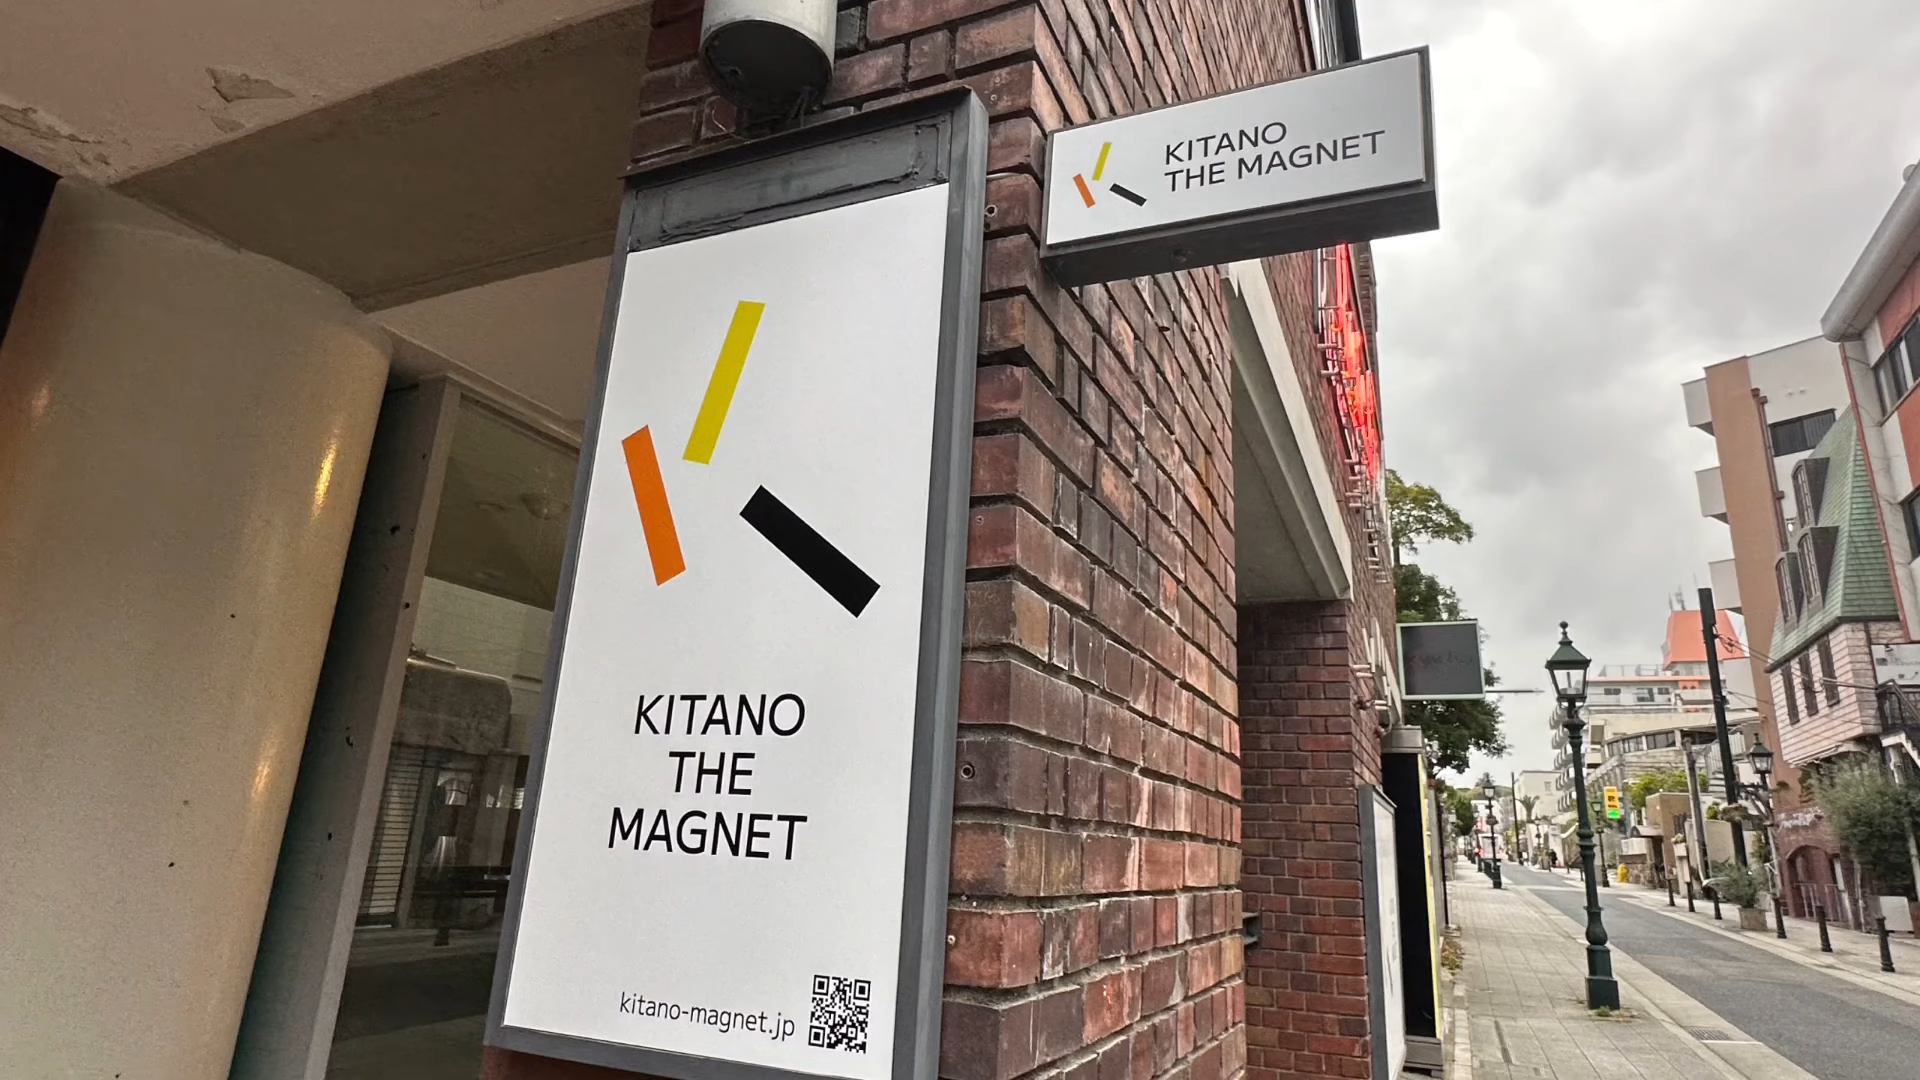 KITANO
THE
MAGNET
kitano-magnet.jp
KITANO
THE MAGNET